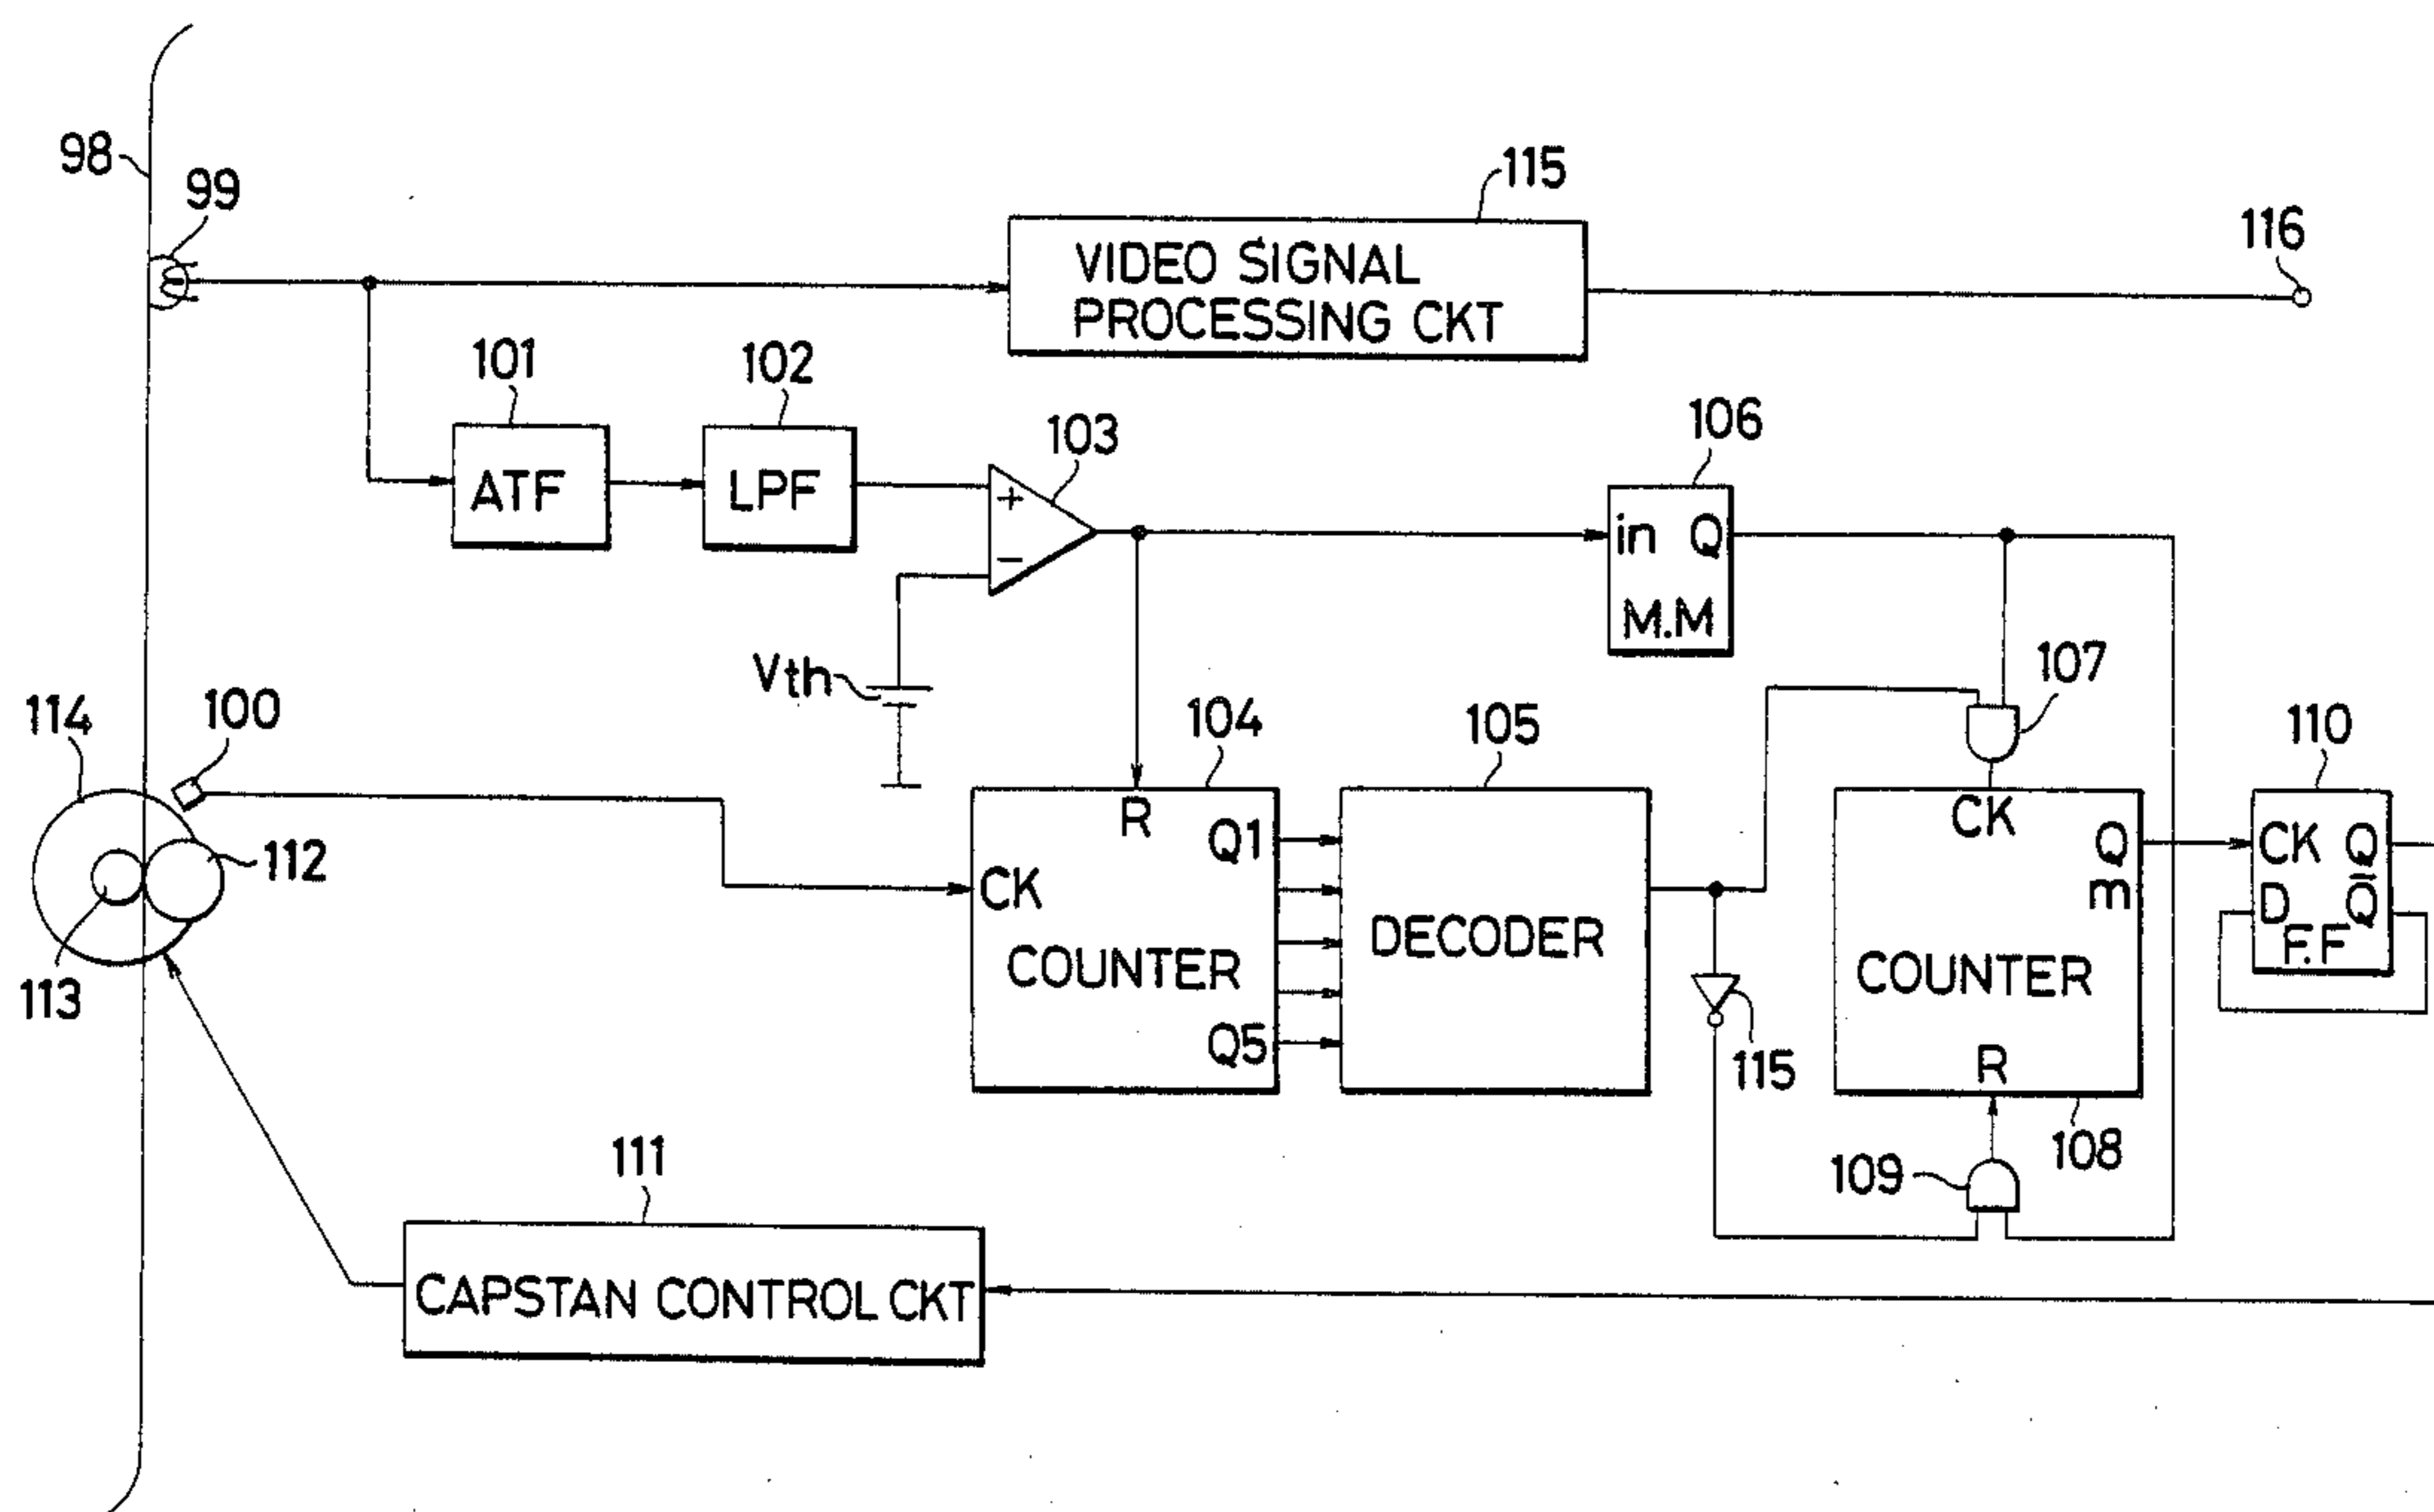 98
99
115
VIDEO SIGNAL
PROCESSING CKT
116
101
ATF
102
LPF
103
+
−
Vth
106
in Q
M.M
107
114
100
112
113
104
R
Q1
CK
COUNTER
Q5
105
DECODER
115
CK
Q
m
COUNTER
R
108
109
110
CK Q
D Q̅
F.F
111
CAPSTAN CONTROL CKT